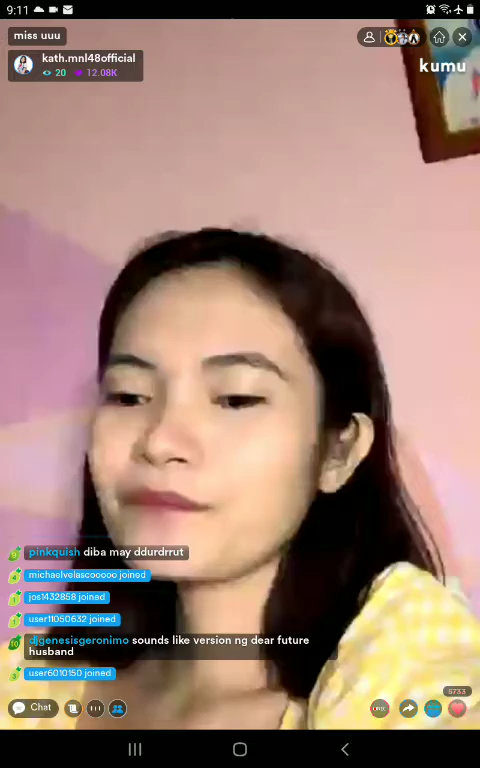 9:11
miss uuu
kath.mnl48official
20 12.08K
kumu
pinkquish diba may ddurdrrut
michaelvelascoooo joined
jos1432858 joined
user11050632 joined
djgenesisgeronimo sounds like version ng dear future
husband
user6010150 joined
5733
Chat